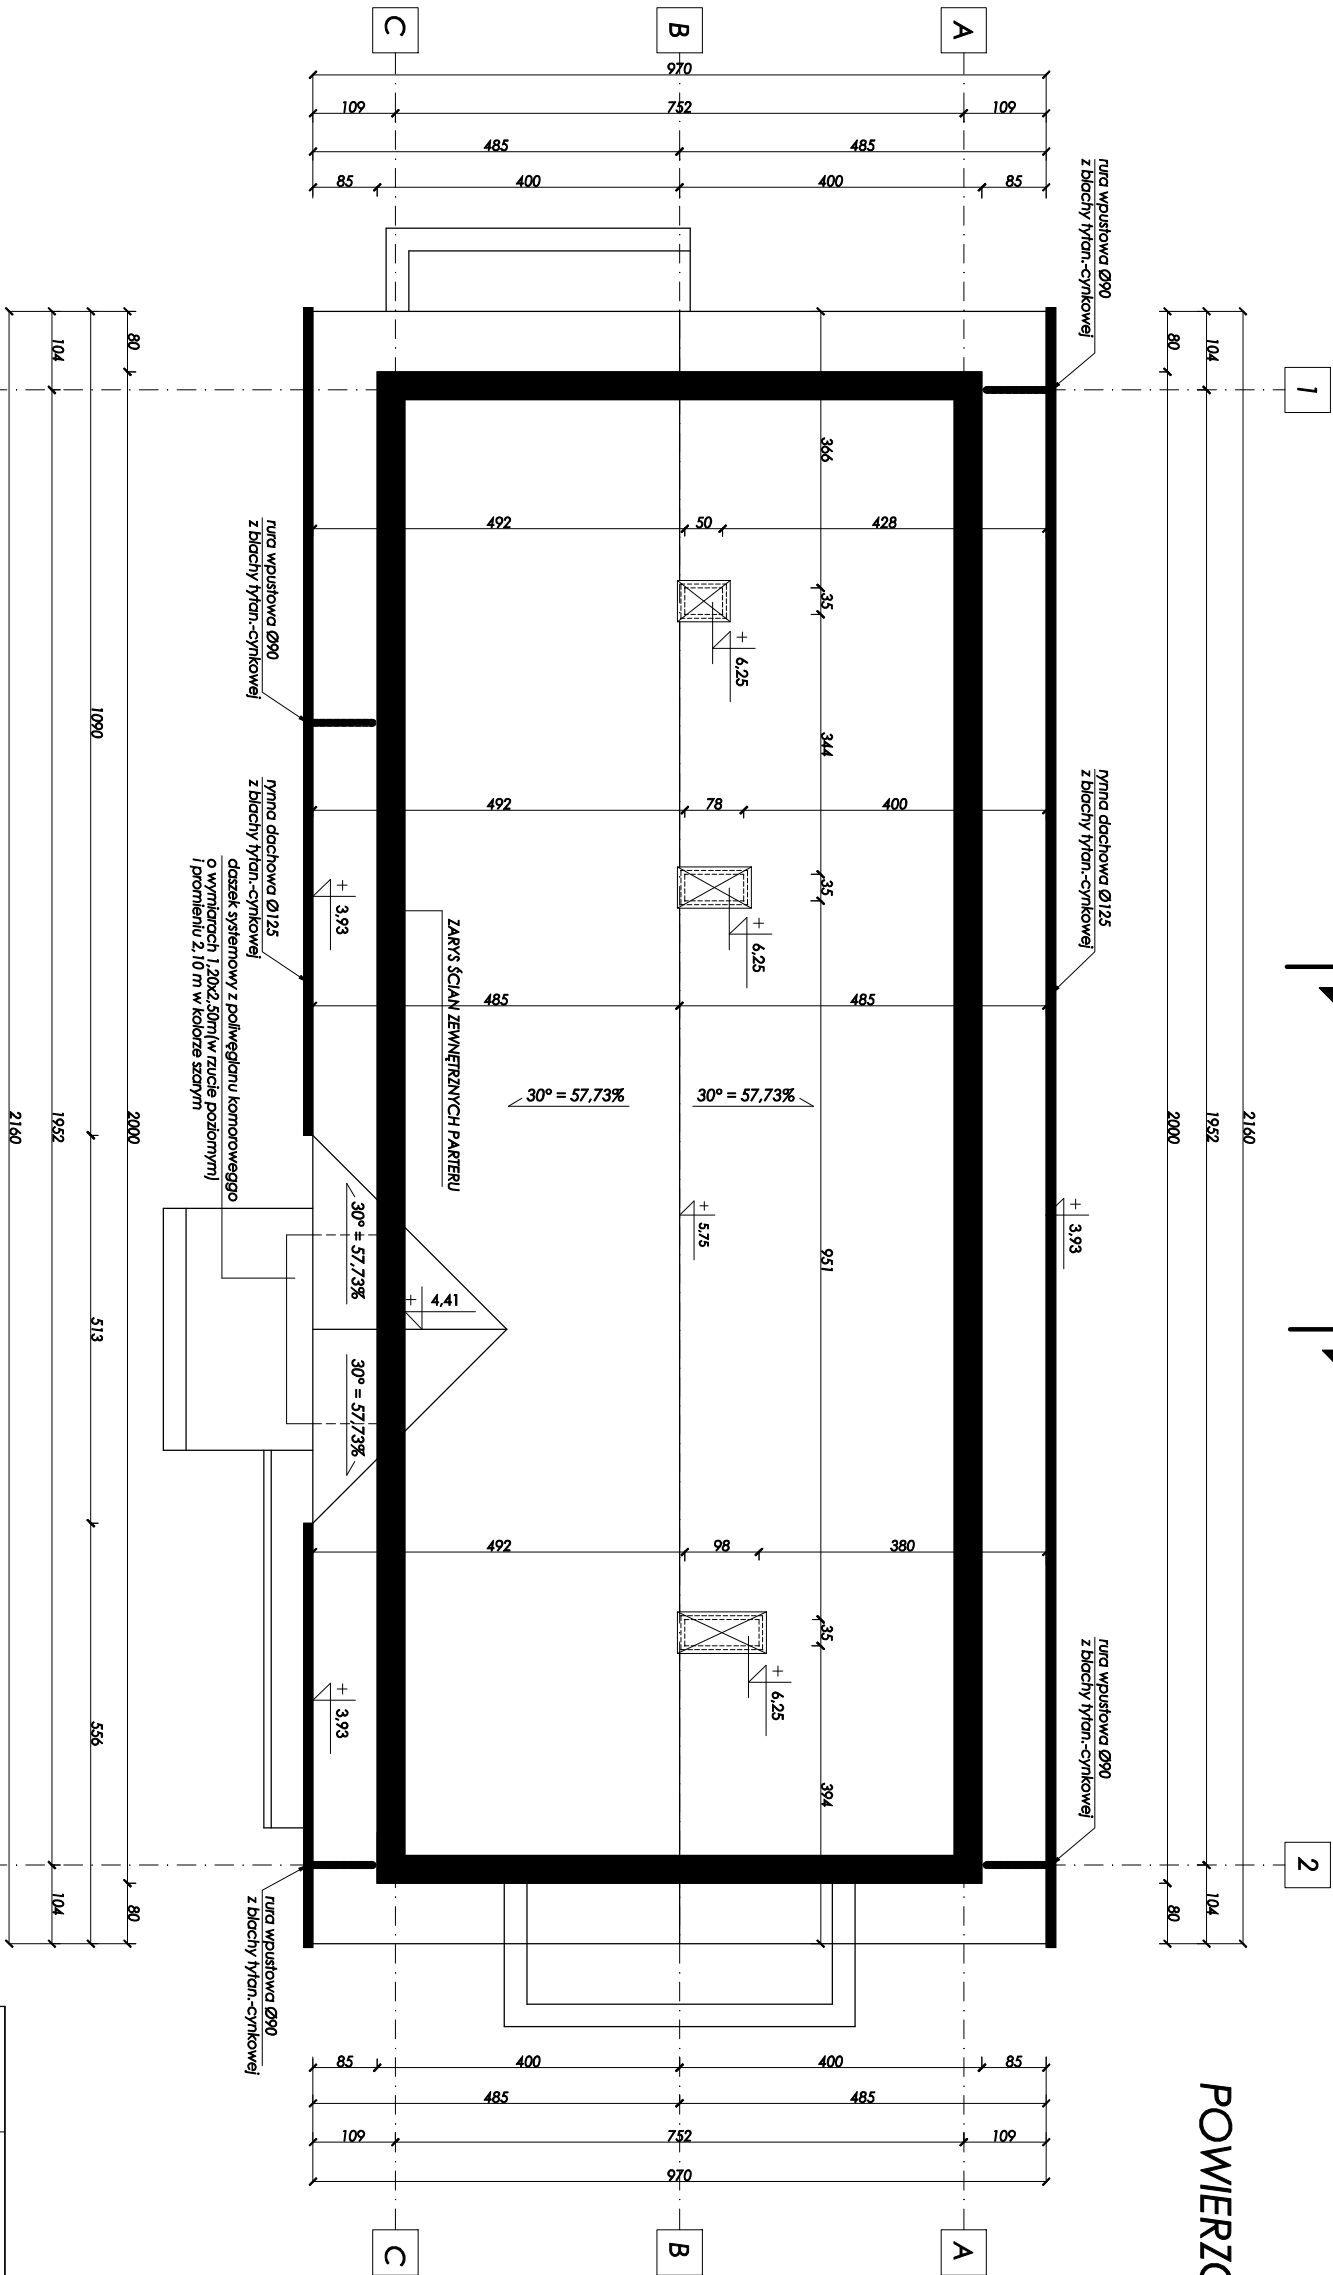 C
B
A
970
109
752
109
485
485
85
400
400
85
rura wpustowa Ø90
z blachy tytan.-cynkowej
1
2160
104
1952
104
80
2000
80
rynna dachowa Ø125
z blachy tytan.-cynkowej
+
3,93
rura wpustowa Ø90
z blachy tytan.-cynkowej
2
366
35
344
35
951
35
394
492
50
428
+
6,25
492
78
400
+
6,25
485
485
30° = 57,73%
30° = 57,73%
+
5,75
492
98
380
+
6,25
ZARYS ŚCIAN ZEWNĘTRZNYCH PARTERU
+
4,41
30° = 57,73%
30° = 57,73%
+
3,93
+
3,93
rura wpustowa Ø90
z blachy tytan.-cynkowej
rynna dachowa Ø125
z blachy tytan.-cynkowej
daszek systemowy z poliwęglanu komoroweggo
o wymiarach 1,20x2,50m(w rzucie poziomym)
i promieniu 2,10 m w kolorze szarym
rura wpustowa Ø90
z blachy tytan.-cynkowej
80
2000
80
1090
513
556
104
1952
104
2160
85
400
400
85
485
485
109
752
109
970
C
B
A